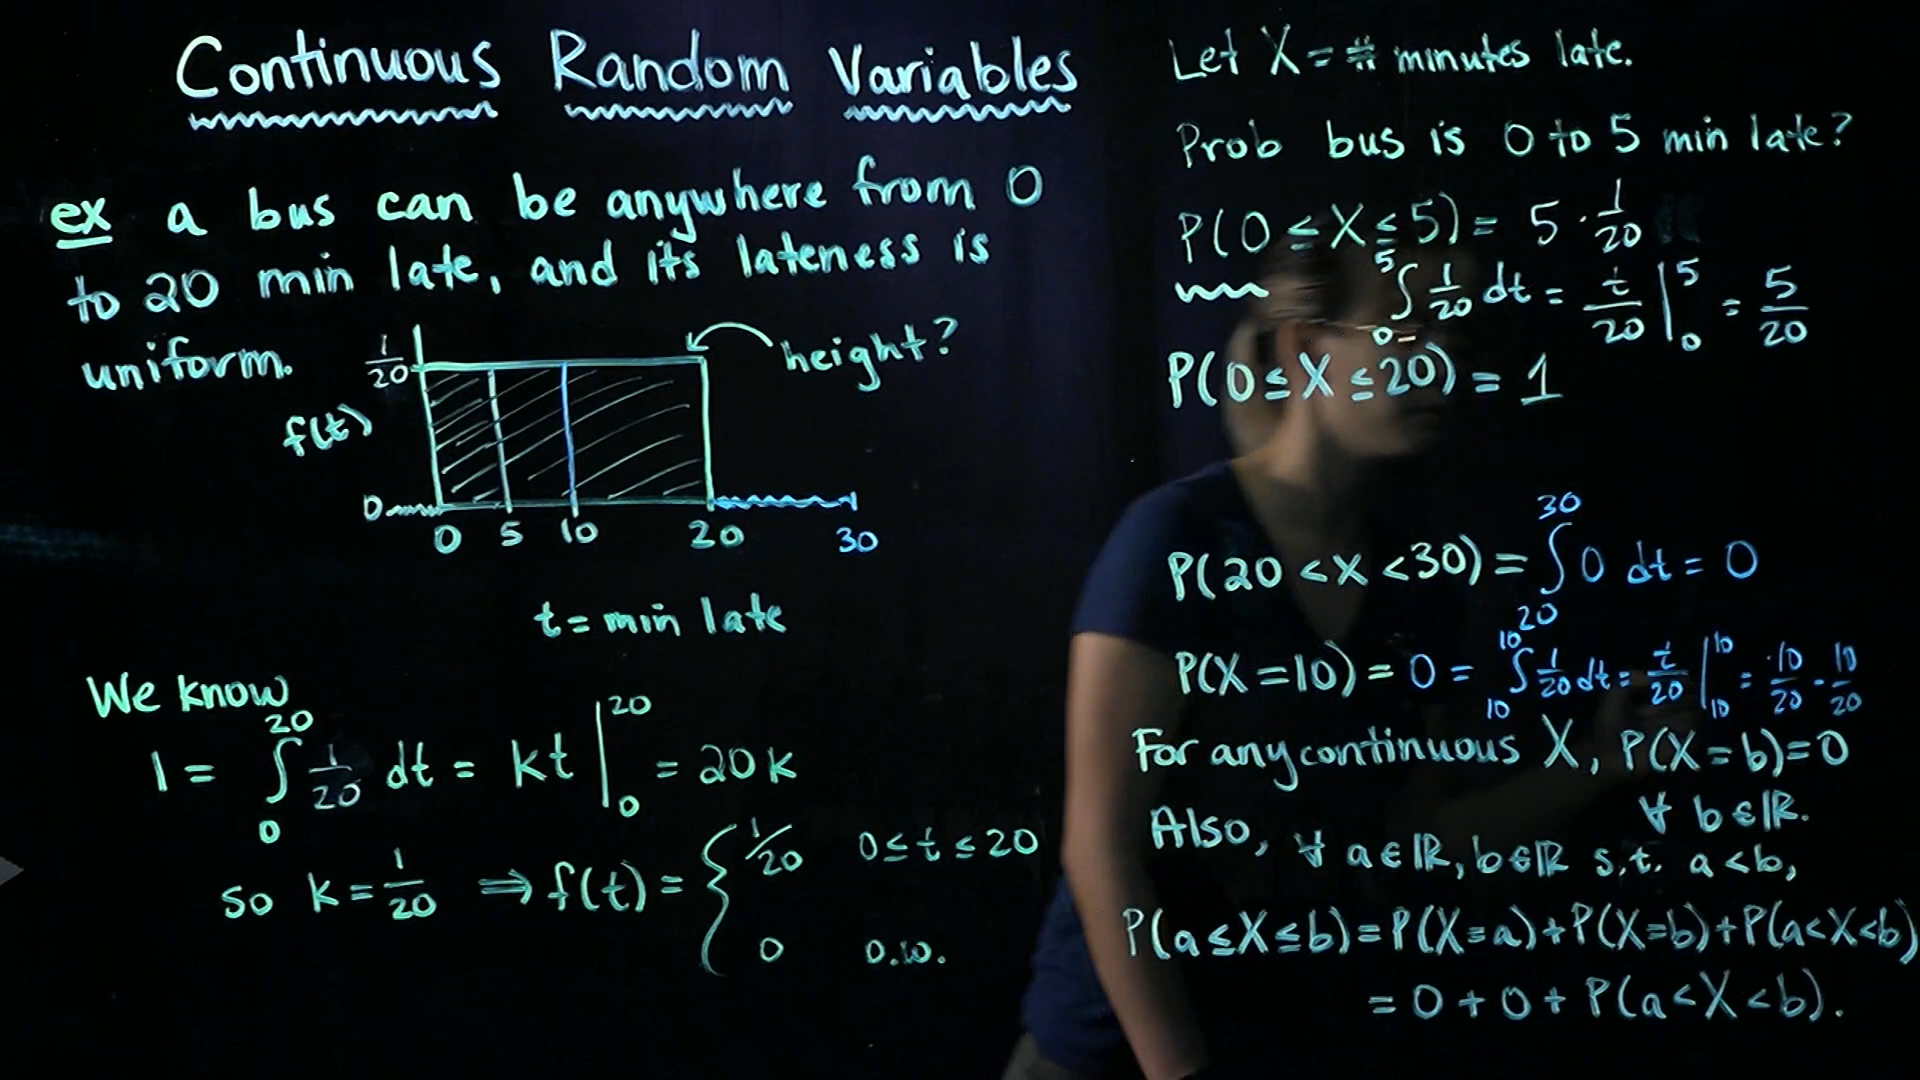 Continuous Random Variables
ex a bus can be anywhere from 0
to 20 min late, and its lateness is
uniform.
height?
1/20
f(t)
0
0 5 10 20 30
t = min late
We know
1 = ∫₀²⁰ 1/20 dt = kt |₀²⁰ = 20k
so k = 1/20 ⇒ f(t) = { 1/20 0 ≤ t ≤ 20
0 o.w.
Let X = # minutes late.
Prob bus is 0 to 5 min late?
P(0 ≤ X ≤ 5) = 5 · 1/20
∫₀⁵ 1/20 dt = t/20 |₀⁵ = 5/20
P(0 ≤ X ≤ 20) = 1
P(20 < X < 30) = ∫₂₀³⁰ 0 dt = 0
P(X = 10) = 0 = ∫₁₀¹⁰ 1/20 dt = t/20 |₁₀¹⁰ = 10/20 - 10/20
For any continuous X, P(X = b) = 0
∀ b ∈ ℝ.
Also, ∀ a ∈ ℝ, b ∈ ℝ s.t. a < b,
P(a ≤ X ≤ b) = P(X = a) + P(X = b) + P(a < X < b)
= 0 + 0 + P(a < X < b).